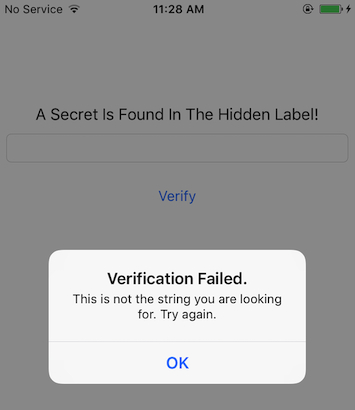 No Service 11:28 AM
A Secret Is Found In The Hidden Label!
Verify
Verification Failed.
This is not the string you are looking
for. Try again.
OK